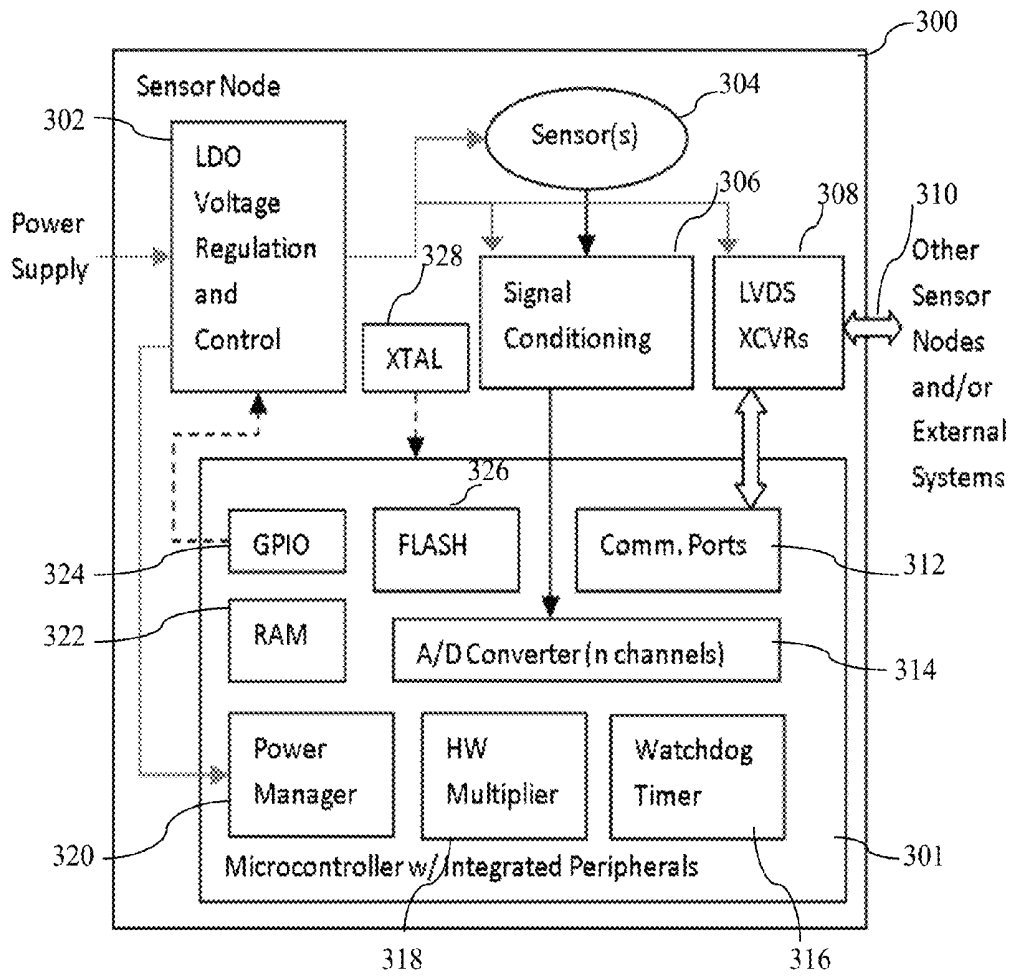 300
Sensor Node
304
302
Sensor(s)
LDO
Voltage
Regulation
and
Control
306
308
310
Power
Supply
328
Signal
Conditioning
LVDS
XCVRs
Other
Sensor
Nodes
and/or
External
Systems
XTAL
326
GPIO
FLASH
Comm. Ports
324
312
322
RAM
A/D Converter (n channels)
314
Power
Manager
HW
Multiplier
Watchdog
Timer
320
301
Microcontroller w/ Integrated Peripherals
318
316